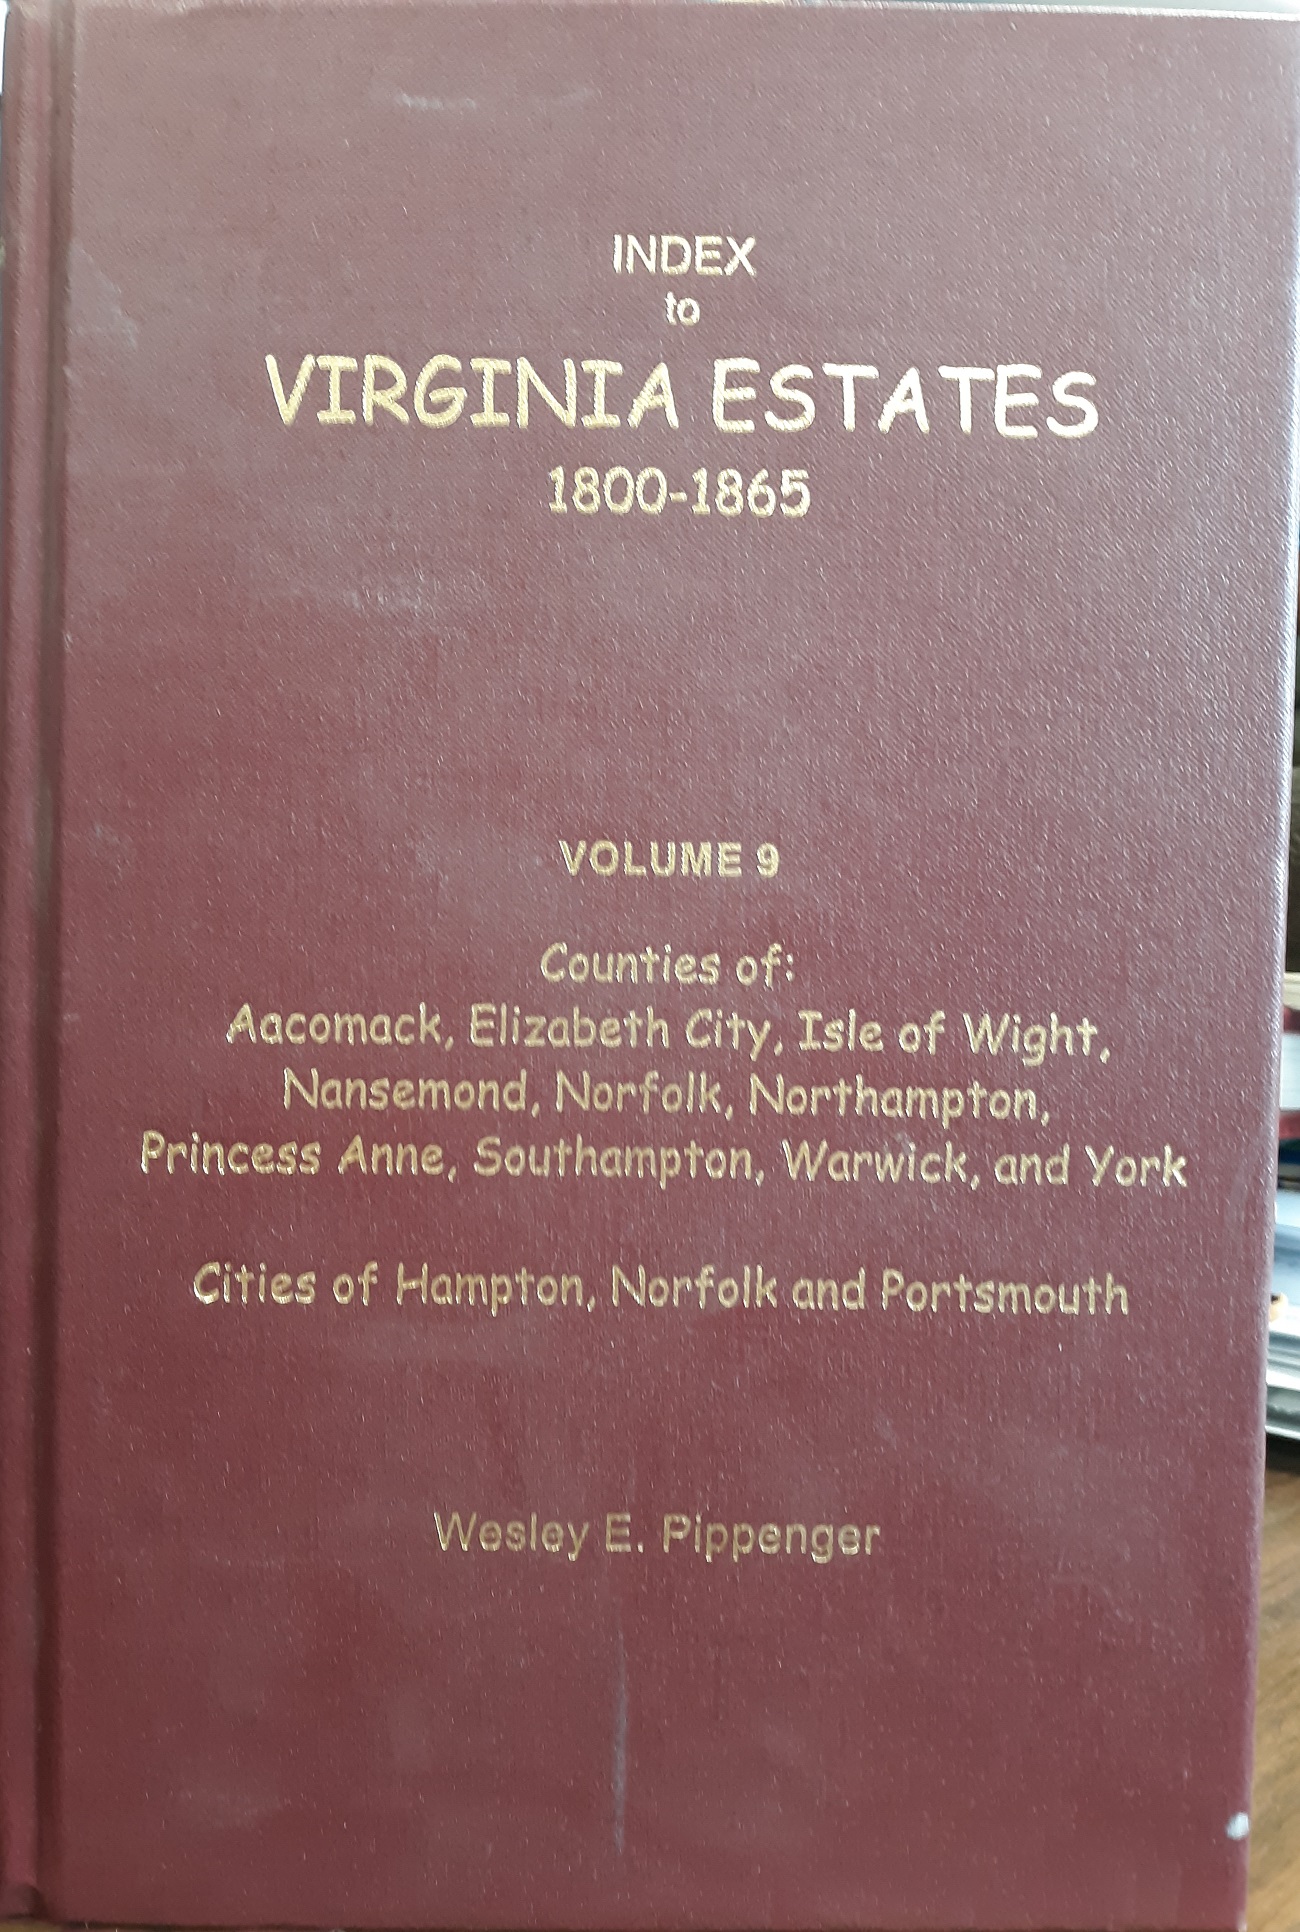 INDEX
to
VIRGINIA ESTATES
1800-1865
VOLUME 9
Counties of:
Aacomack, Elizabeth City, Isle of Wight,
Nansemond, Norfolk, Northampton,
Princess Anne, Southampton, Warwick, and York
Cities of Hampton, Norfolk and Portsmouth
Wesley E. Pippenger